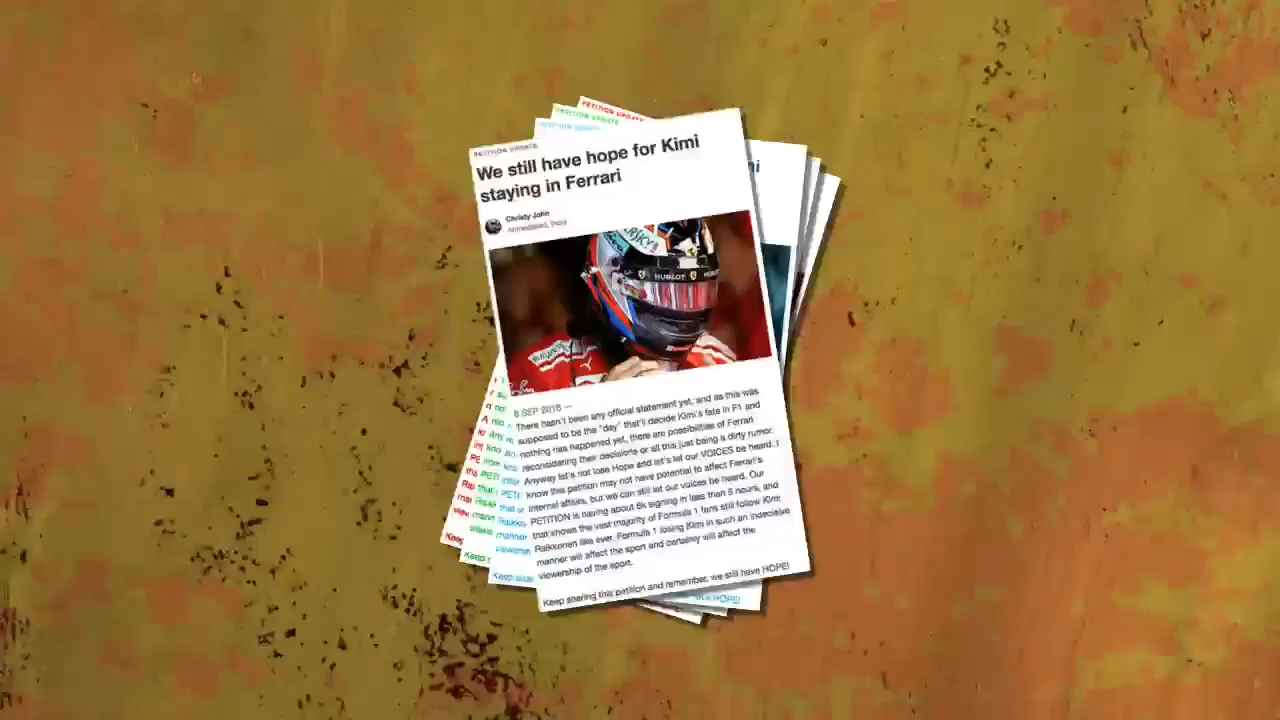 PETITION UPDATE
PETITION UPDATE
PETITION UPDATE
PETITION UPDATE
We still have hope for Kimi
staying in Ferrari
Christy John
Ahmedabad, India
HUBLOT
8 SEP 2018 —
There hasn't been any official statement yet, and as this was
supposed to be the "day" that'll decide Kimi's fate in F1 and
nothing has happened yet, there are possibilities of Ferrari
reconsidering their decisions or all this just being a dirty rumor.
Anyway let's not lose Hope and let's let our VOICES be heard. I
know this petition may not have potential to affect Ferrari's
internal affairs, but we can still let our voices be heard. Our
PETITION is having about 6k signing in less than 8 hours, and
that shows the vast majority of Formula 1 fans still follow Kimi
Raikkonen like ever. Formula 1 losing Kimi in such an indecisive
manner will affect the sport and certainly will affect the
viewership of the sport.
Keep sharing this petition and remember, we still have HOPE!